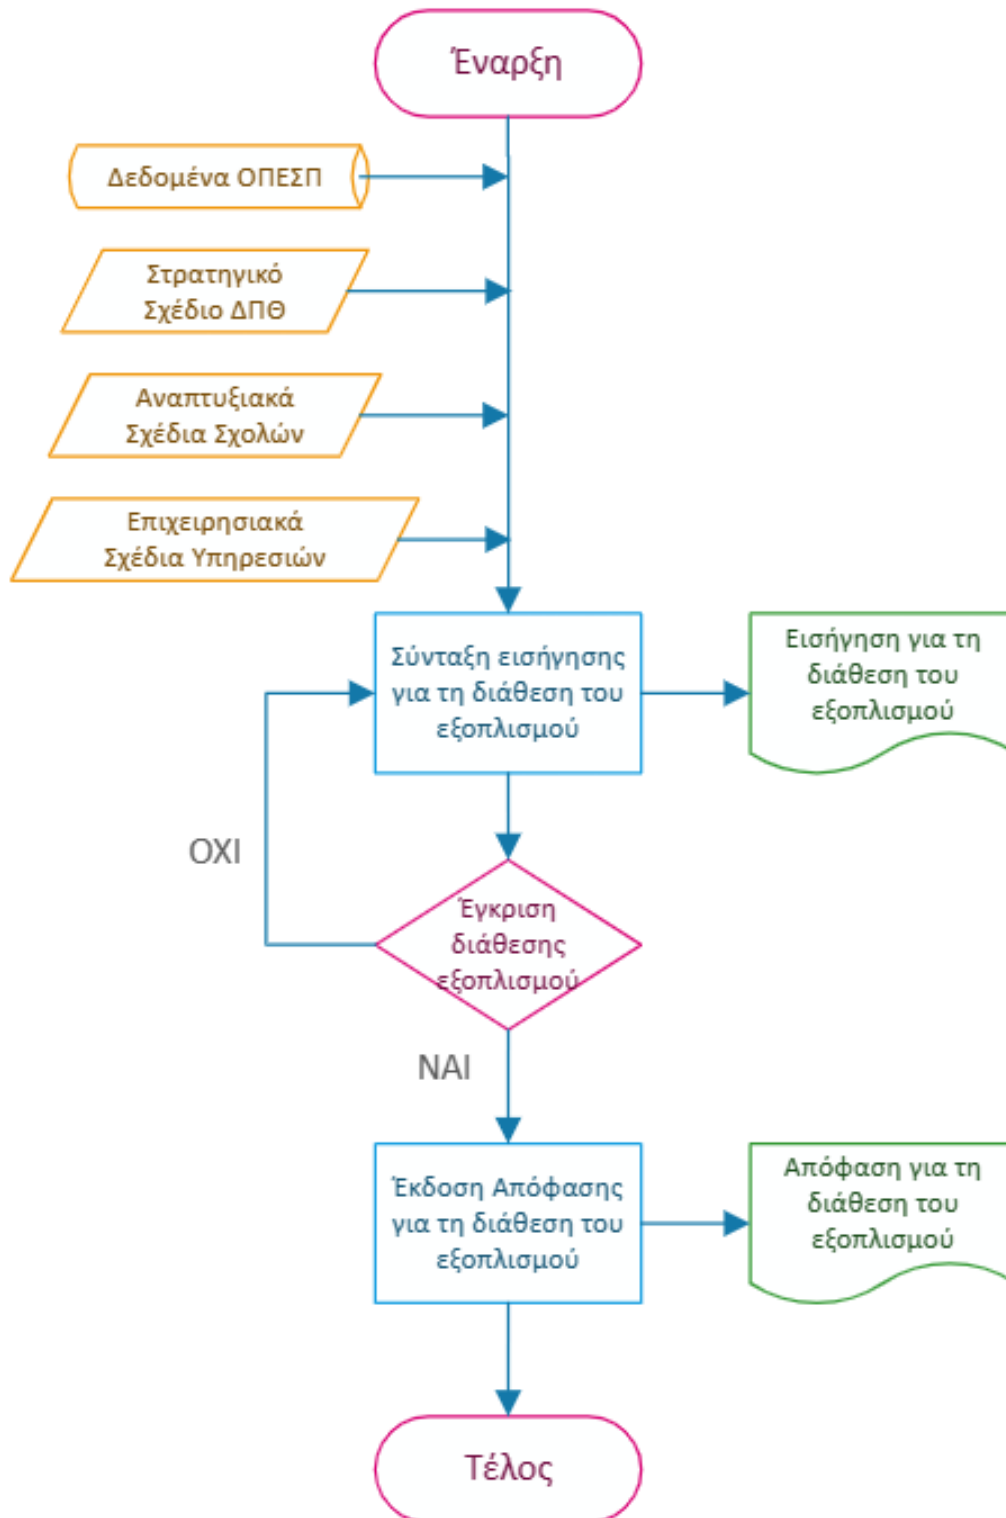 Έναρξη
Δεδομένα ΟΠΕΣΠ
Στρατηγικό
Σχέδιο ΔΠΘ
Αναπτυξιακά
Σχέδια Σχολών
Επιχειρησιακά
Σχέδια Υπηρεσιών
Σύνταξη εισήγησης
για τη διάθεση του
εξοπλισμού
Εισήγηση για τη
διάθεση του
εξοπλισμού
ΟΧΙ
Έγκριση
διάθεσης
εξοπλισμού
ΝΑΙ
Έκδοση Απόφασης
για τη διάθεση του
εξοπλισμού
Απόφαση για τη
διάθεση του
εξοπλισμού
Τέλος